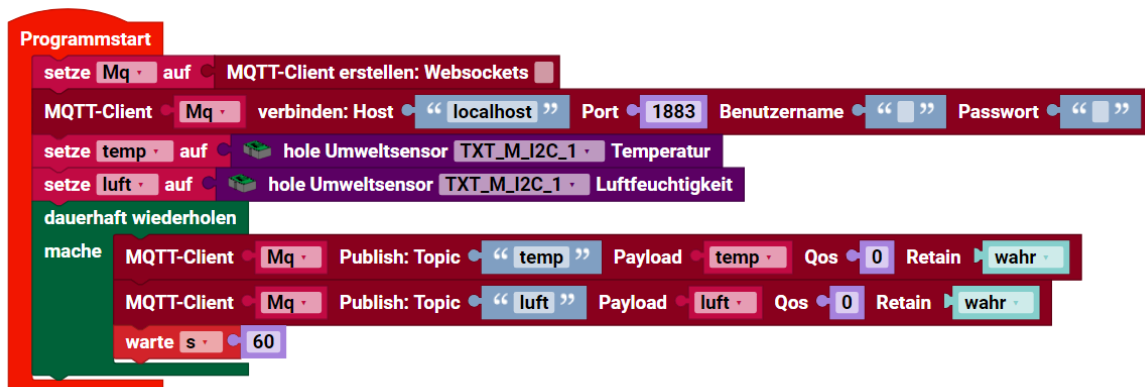 Programmstart
setze Mq auf MQTT-Client erstellen: Websockets
MQTT-Client Mq verbinden: Host “ localhost ” Port 1883 Benutzername “ ” Passwort “ ”
setze temp auf hole Umweltsensor TXT_M_I2C_1 Temperatur
setze luft auf hole Umweltsensor TXT_M_I2C_1 Luftfeuchtigkeit
dauerhaft wiederholen
mache MQTT-Client Mq Publish: Topic “ temp ” Payload temp Qos 0 Retain wahr
MQTT-Client Mq Publish: Topic “ luft ” Payload luft Qos 0 Retain wahr
warte s 60